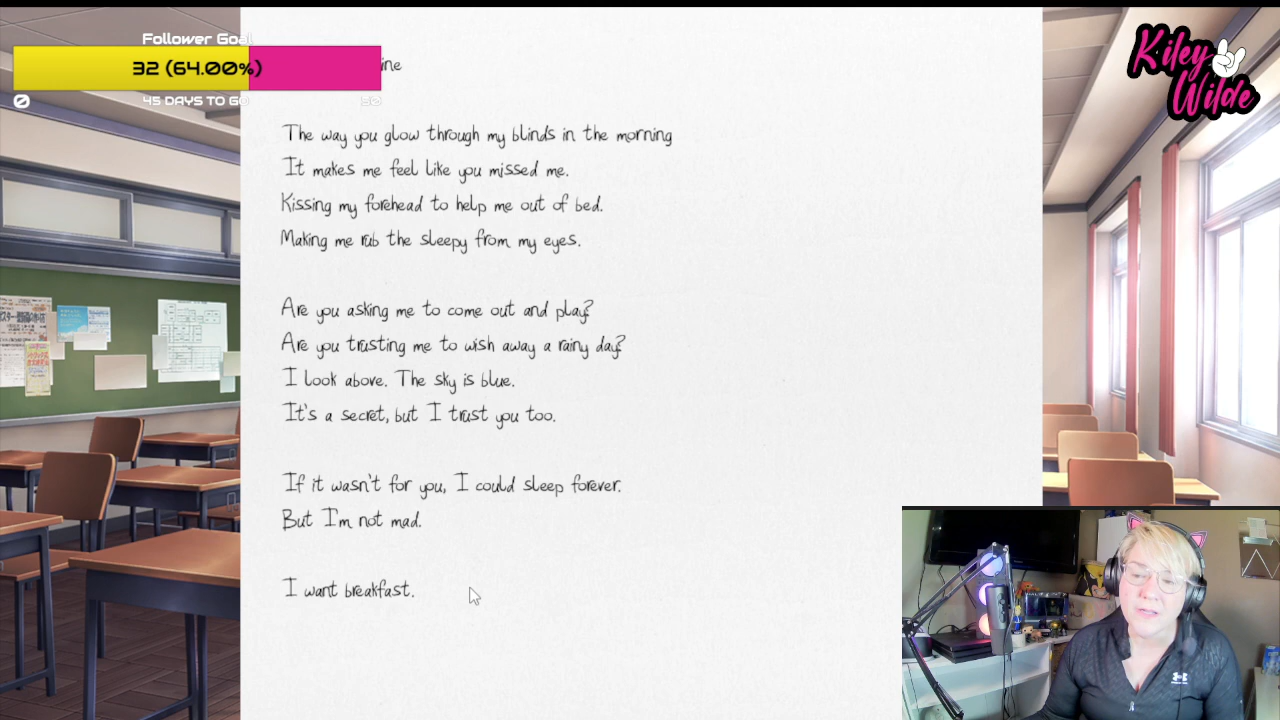 Follower Goal
32 (64.00%)
0
45 DAYS TO GO
50
ine
Kiley
Wilde
The way you glow through my blinds in the morning
It makes me feel like you missed me.
Kissing my forehead to help me out of bed.
Making me rub the sleepy from my eyes.
Are you asking me to come out and play?
Are you trusting me to wish away a rainy day?
I look above. The sky is blue.
It's a secret, but I trust you too.
If it wasn't for you, I could sleep forever.
But I'm not mad.
I want breakfast.